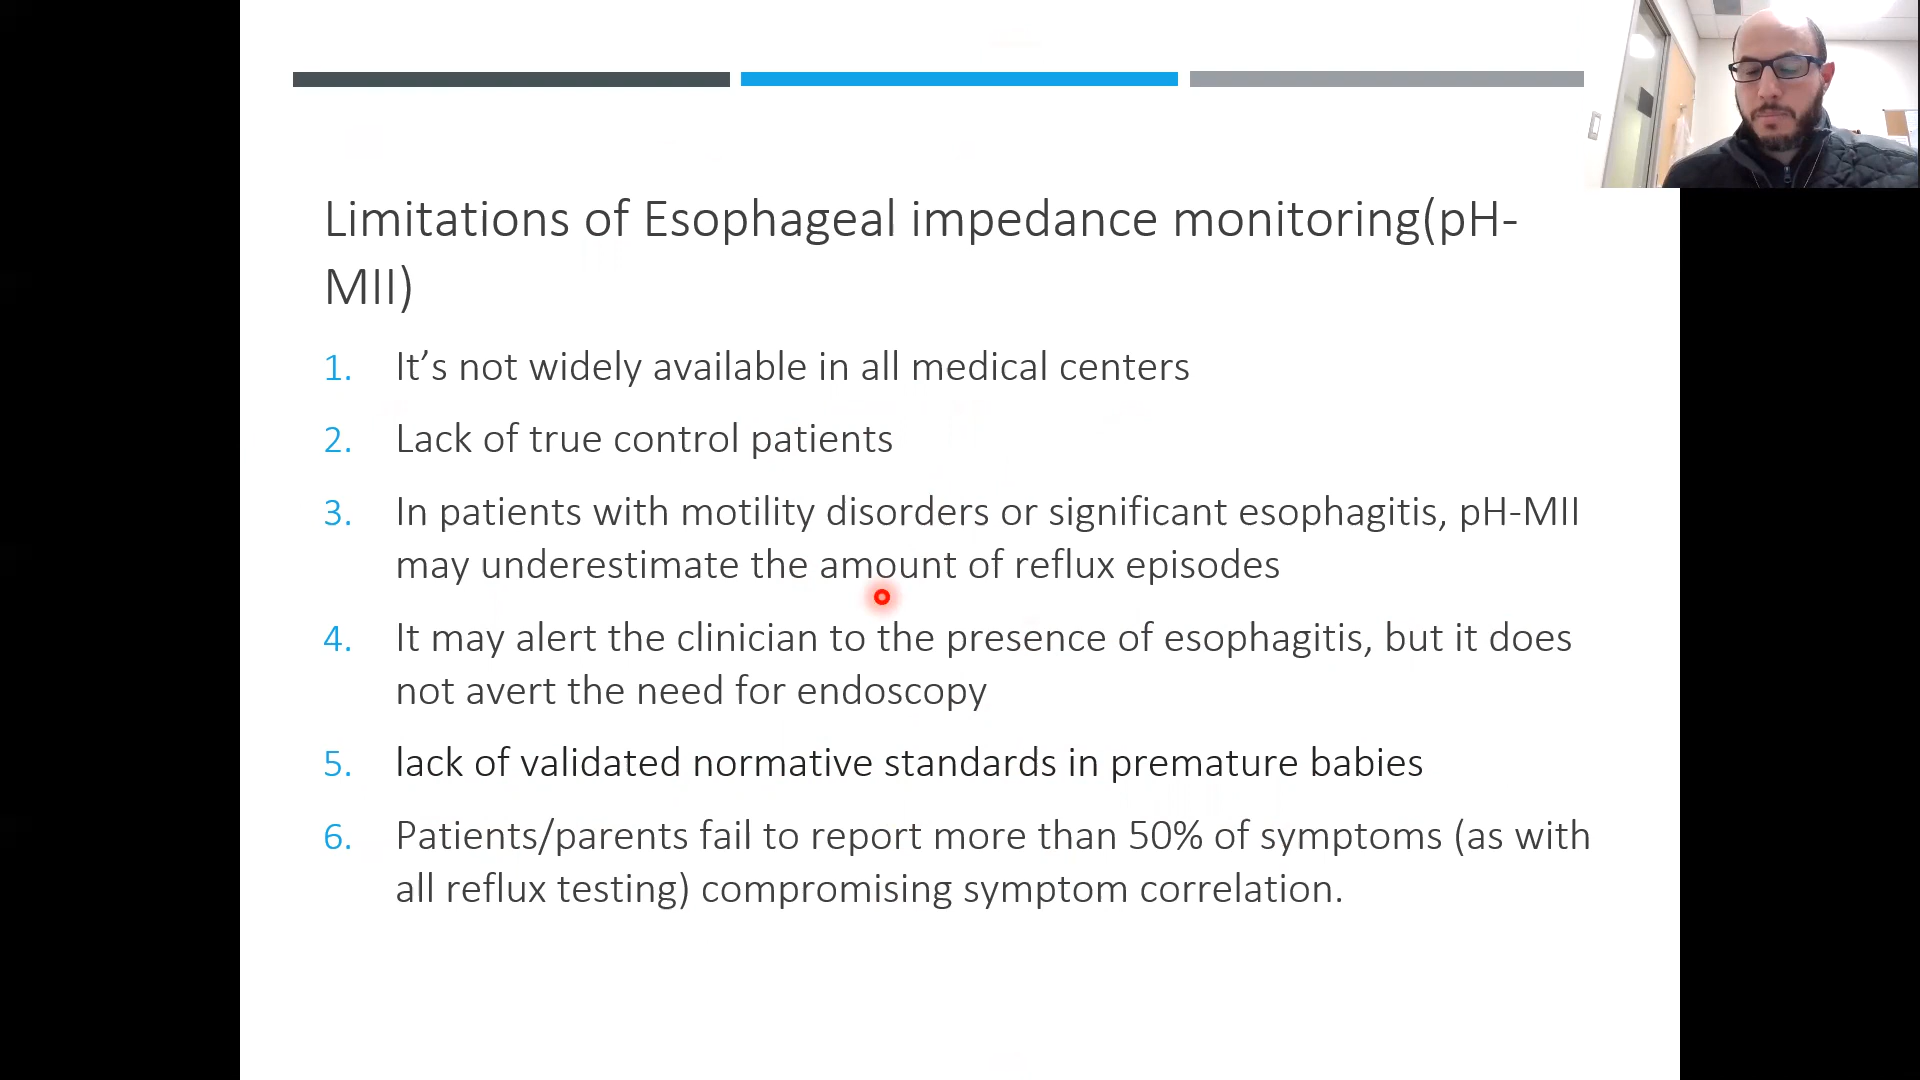 Limitations of Esophageal impedance monitoring(pH-
MII)
1. It’s not widely available in all medical centers
2. Lack of true control patients
3. In patients with motility disorders or significant esophagitis, pH-MII
may underestimate the amount of reflux episodes
4. It may alert the clinician to the presence of esophagitis, but it does
not avert the need for endoscopy
5. lack of validated normative standards in premature babies
6. Patients/parents fail to report more than 50% of symptoms (as with
all reflux testing) compromising symptom correlation.